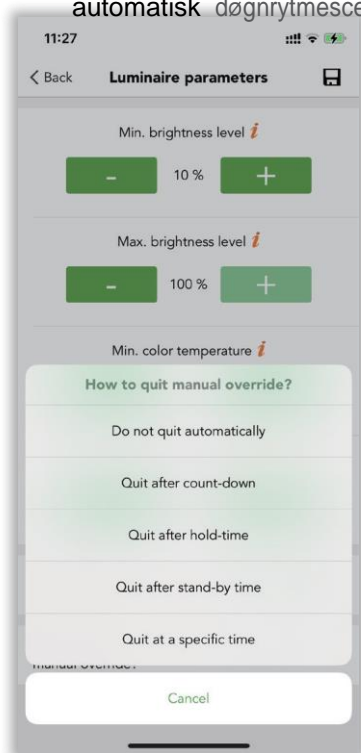 automatisk døgnrytmesce
11:27
Back Luminaire parameters
Min. brightness level i
- 10 % +
Max. brightness level i
- 100 % +
Min. color temperature i
How to quit manual override?
Do not quit automatically
Quit after count-down
Quit after hold-time
Quit after stand-by time
Quit at a specific time
manual override?
Cancel